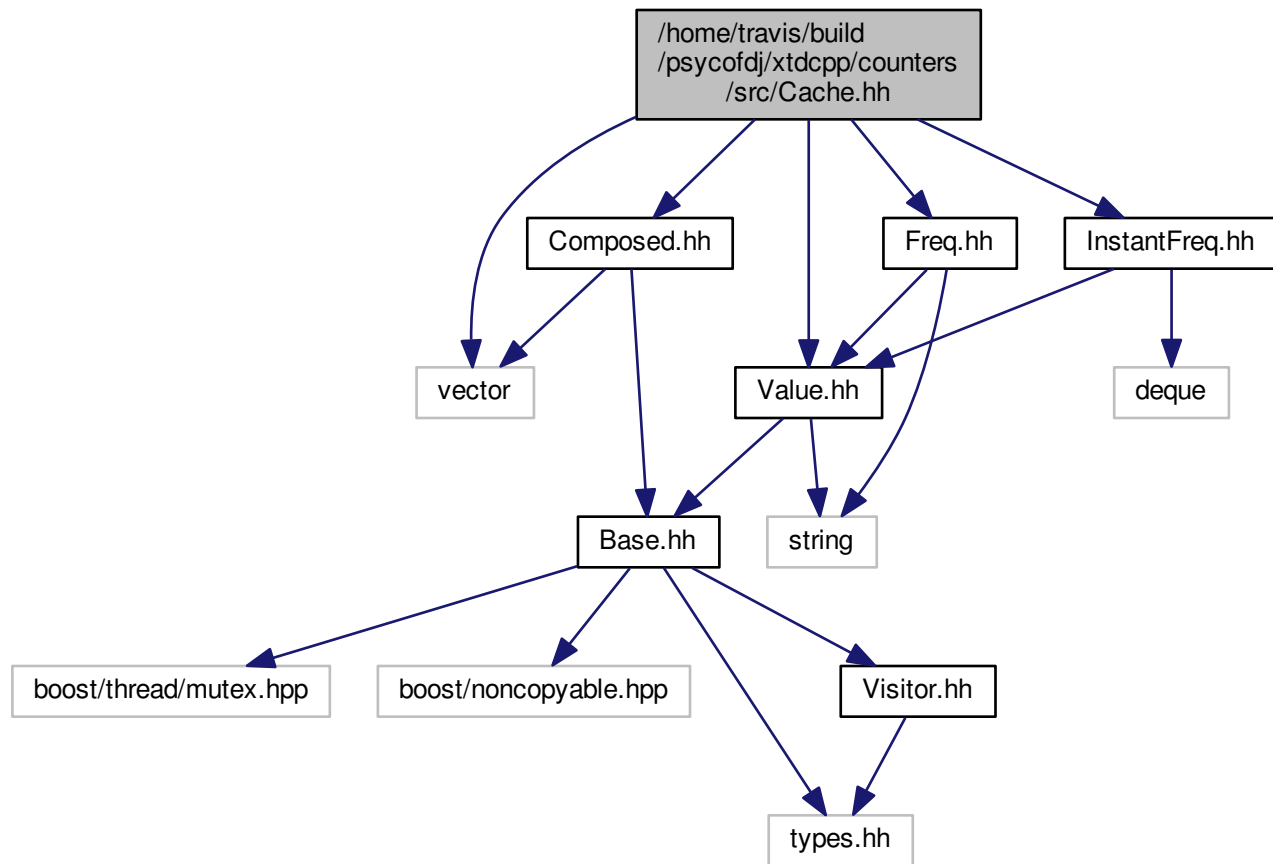 /home/travis/build
/psycofdj/xtdcpp/counters
/src/Cache.hh
Composed.hh
Freq.hh
InstantFreq.hh
vector
Value.hh
deque
Base.hh
string
boost/thread/mutex.hpp
boost/noncopyable.hpp
Visitor.hh
types.hh